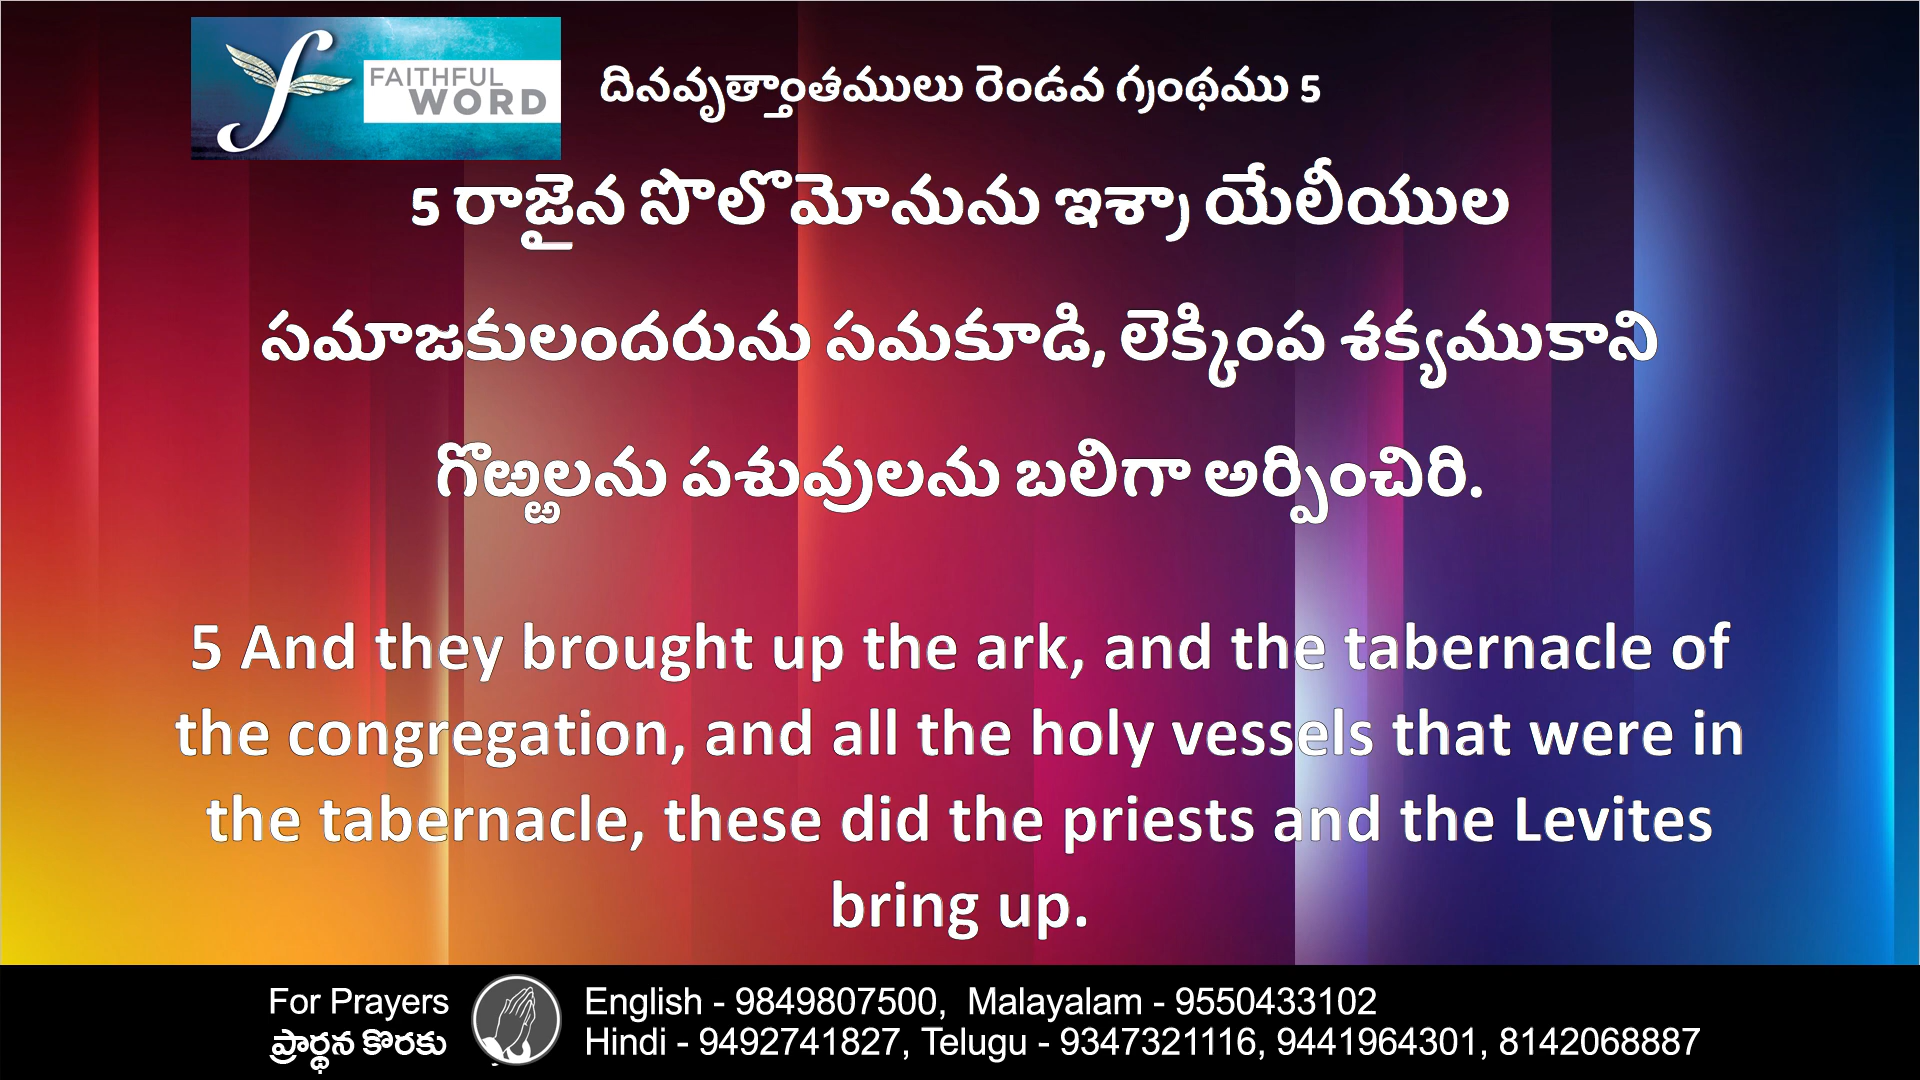 FAITHFUL
WORD
దినవృత్తాంతములు రెండవ గ్రంథము 5
5 రాజైన సొలొమోనును ఇశ్రా యేలీయుల
సమాజకులందరును సమకూడి, లెక్కింప శక్యముకాని
గొఱ్ఱలను పశువులను బలిగా అర్పించిరి.
5 And they brought up the ark, and the tabernacle of
the congregation, and all the holy vessels that were in
the tabernacle, these did the priests and the Levites
bring up.
For Prayers
ప్రార్థన కొరకు
English - 9849807500,  Malayalam - 9550433102
Hindi - 9492741827, Telugu - 9347321116, 9441964301, 8142068887